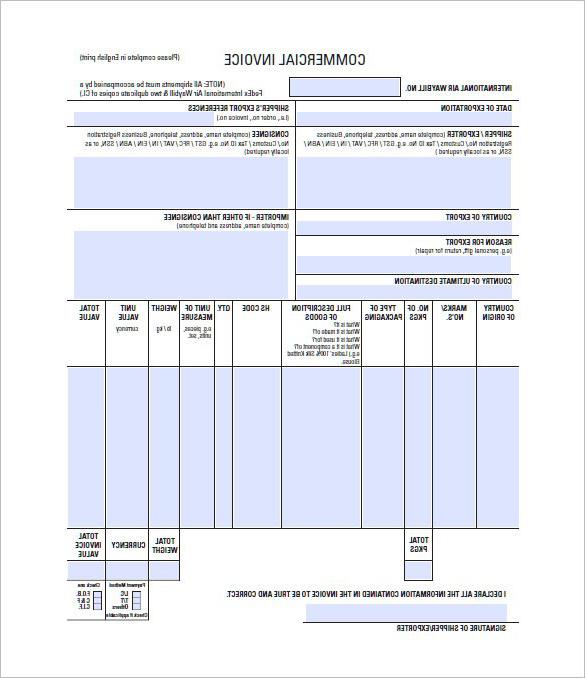 COMMERCIAL INVOICE
(Please complete in English print)
INTERNATIONAL AIR WAYBILL NO.
(NOTE: All shipments must be accompanied by a
FedEx International Air Waybill & two duplicate copies of CI.)
DATE OF EXPORTATION
SHIPPER'S EXPORT REFERENCES
(i.e., order no., invoice no.)
SHIPPER / EXPORTER (complete name, address, telephone, Business
Registration No./ Customs / Tax ID No. e.g. GST / RFC / VAT / IN / EIN / ABN /
SSN, or as locally required )
CONSIGNEE (complete name, address, telephone, Business Registration
No./ Customs / Tax ID No. e.g. GST / RFC / VAT / IN / EIN / ABN / SSN, or as
locally required)
COUNTRY OF EXPORT
REASON FOR EXPORT
(e.g. personal gift, return for repair)
COUNTRY OF ULTIMATE DESTINATION
IMPORTER - IF OTHER THAN CONSIGNEE
(complete name, address and telephone)
COUNTRY
OF ORIGIN
MARKS/
NO'S.
NO. OF
PKGS
TYPE OF
PACKAGING
FULL DESCRIPTION
OF GOODS
What is it?
What is it made of?
What is it used for?
What is it a component of?
e.g.) Ladies' 100% Silk Knitted
Blouse.
HS CODE
QTY.
UNIT OF
MEASURE
e.g. pieces,
units, set.
WEIGHT
lb / kg
UNIT
VALUE
currency
TOTAL
VALUE
TOTAL
PKGS
TOTAL
WEIGHT
CURRENCY
TOTAL
INVOICE
VALUE
Payment Method
L/C
T/T
Others
Check if applicable
Check one
F.O.B.
C & F
C.I.F.
I DECLARE ALL THE INFORMATION CONTAINED IN THE INVOICE TO BE TRUE AND CORRECT.
SIGNATURE OF SHIPPER/EXPORTER